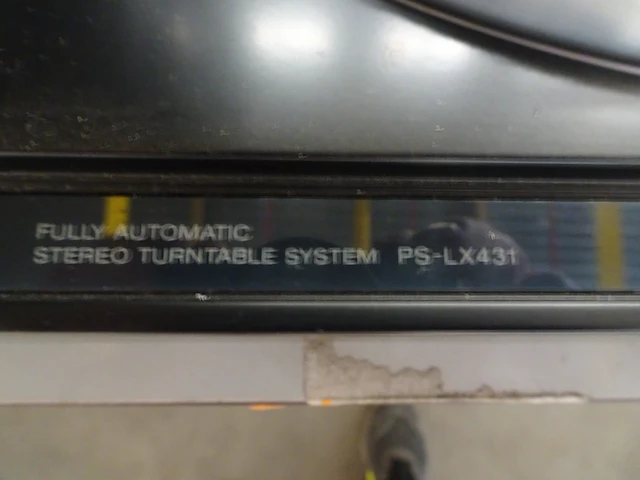 FULLY AUTOMATIC
STEREO TURNTABLE SYSTEM PS-LX431